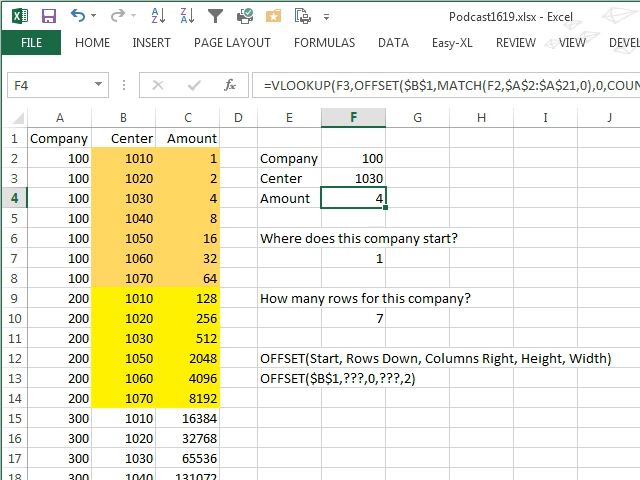 Podcast1619.xlsx - Excel
FILE HOME INSERT PAGE LAYOUT FORMULAS DATA Easy-XL REVIEW VIEW DEVEL
F4 fx =VLOOKUP(F3,OFFSET($B$1,MATCH(F2,$A$2:$A$21,0),0,COUN
A B C D E F G H I J
1 Company Center Amount
2 100 1010 1 Company 100
3 100 1020 2 Center 1030
4 100 1030 4 Amount 4
5 100 1040 8
6 100 1050 16 Where does this company start?
7 100 1060 32 1
8 100 1070 64
9 200 1010 128 How many rows for this company?
10 200 1020 256 7
11 200 1030 512
12 200 1050 2048 OFFSET(Start, Rows Down, Columns Right, Height, Width)
13 200 1060 4096 OFFSET($B$1,???,0,???,2)
14 200 1070 8192
15 300 1010 16384
16 300 1020 32768
17 300 1030 65536
18 300 1040 131072